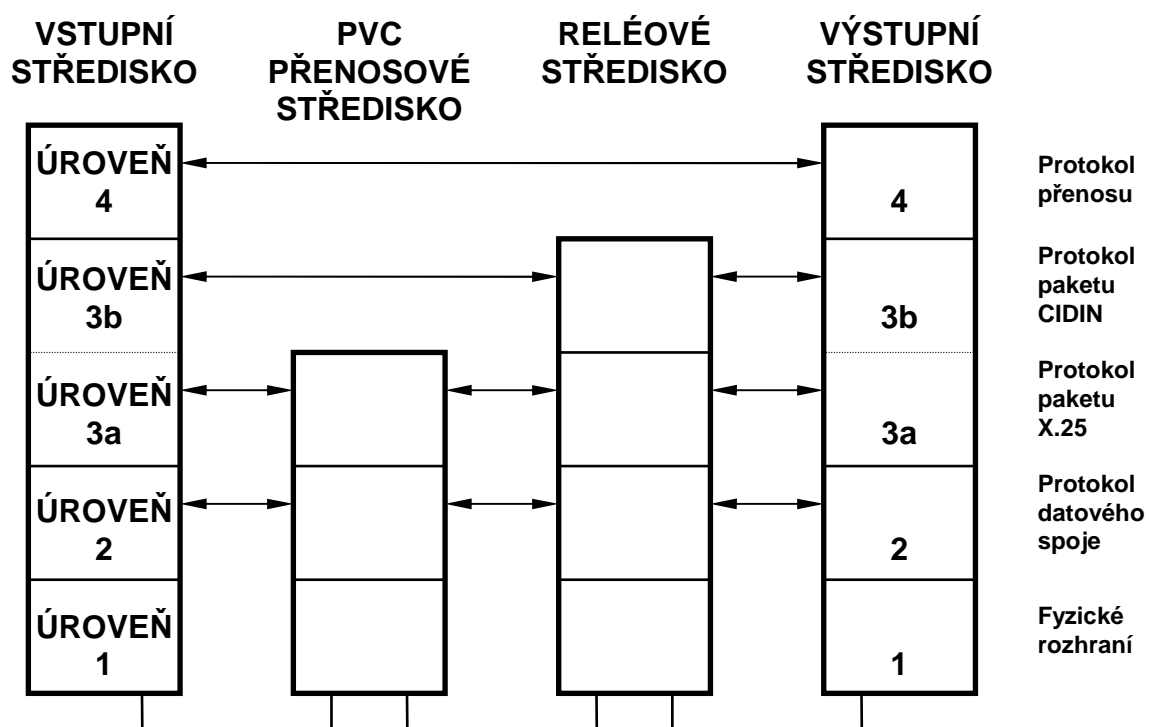 VSTUPNÍ
STŘEDISKO
PVC
PŘENOSOVÉ
STŘEDISKO
RELÉOVÉ
STŘEDISKO
VÝSTUPNÍ
STŘEDISKO
ÚROVEŇ
4
4
Protokol
přenosu
ÚROVEŇ
3b
3b
Protokol
paketu
CIDIN
ÚROVEŇ
3a
3a
Protokol
paketu
X.25
ÚROVEŇ
2
2
Protokol
datového
spoje
ÚROVEŇ
1
1
Fyzické
rozhraní